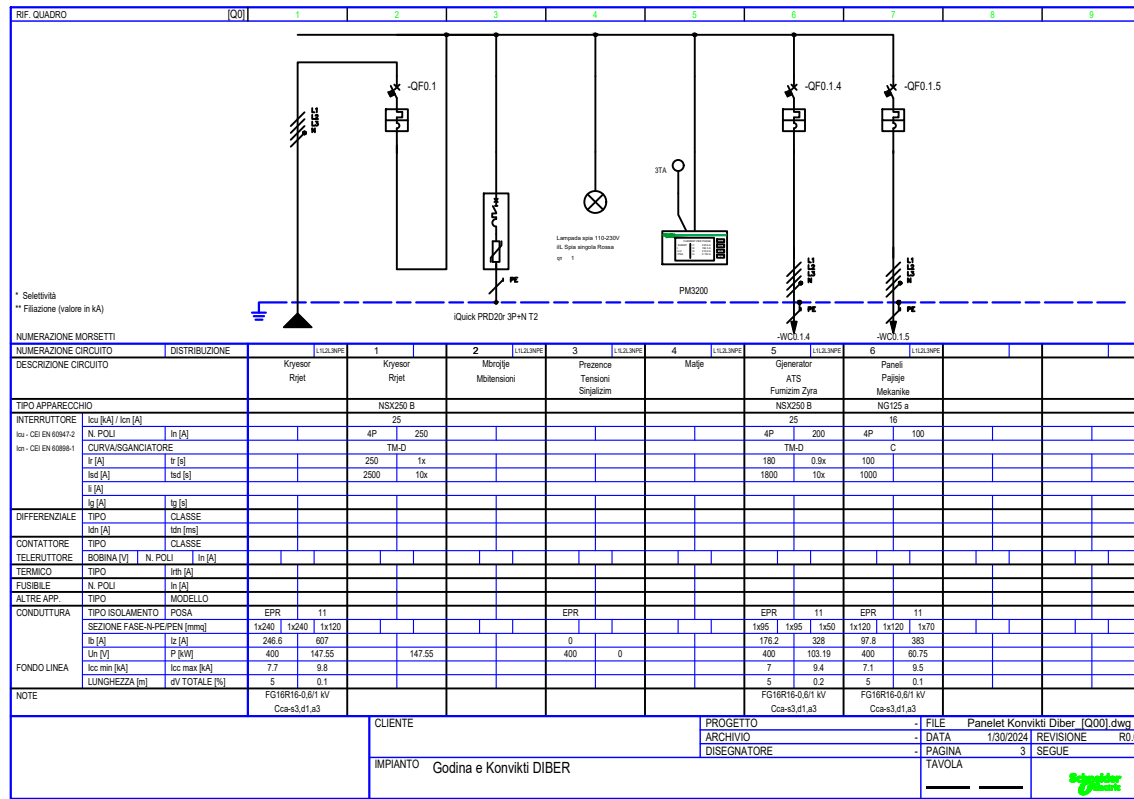 RIF. QUADRO [Q0] 1 2 3 4 5 6 7 8 9
-QF0.1 -QF0.1.4 -QF0.1.5
3TA
Lampada spia 110-230V
iIL Spia singola Rossa
qt 1
PE PE PE
PM3200
* Selettività
** Filiazione (valore in kA)
iQuick PRD20r 3P+N T2
NUMERAZIONE MORSETTI -WC0.1.4 -WC0.1.5
NUMERAZIONE CIRCUITO DISTRIBUZIONE L1L2L3NPE 1 2 L1L2L3NPE 3 L1L2L3NPE 4 L1L2L3NPE 5 L1L2L3NPE 6 L1L2L3NPE
DESCRIZIONE CIRCUITO Kryesor Kryesor Mbrojtje Prezence Matje Gjenerator Paneli
Rrjet Rrjet Mbitensioni Tensioni ATS Pajisje
Sinjalizim Furnizim Zyra Mekanike
TIPO APPARECCHIO NSX250 B NSX250 B NG125 a
INTERRUTTORE Icu [kA] / Icn [A] 25 25 16
Icu - CEI EN 60947-2 N. POLI In [A] 4P 250 4P 200 4P 100
Icn - CEI EN 60898-1 CURVA/SGANCIATORE TM-D TM-D C
Ir [A] tr [s] 250 1x 180 0.9x 100
Isd [A] tsd [s] 2500 10x 1800 10x 1000
Ii [A]
Ig [A] tg [s]
DIFFERENZIALE TIPO CLASSE
Idn [A] tdn [ms]
CONTATTORE TIPO CLASSE
TELERUTTORE BOBINA [V] N. POLI In [A]
TERMICO TIPO Irth [A]
FUSIBILE N. POLI In [A]
ALTRE APP. TIPO MODELLO
CONDUTTURA TIPO ISOLAMENTO POSA EPR 11 EPR EPR 11 EPR 11
SEZIONE FASE-N-PE/PEN [mmq] 1x240 1x240 1x120 1x95 1x95 1x50 1x120 1x120 1x70
Ib [A] Iz [A] 246.6 607 0 176.2 328 97.8 383
Un [V] P [kW] 400 147.55 147.55 400 0 400 103.19 400 60.75
FONDO LINEA Icc min [kA] Icc max [kA] 7.7 9.8 7 9.4 7.1 9.5
LUNGHEZZA [m] dV TOTALE [%] 5 0.1 5 0.2 5 0.1
NOTE FG16R16-0,6/1 kV FG16R16-0,6/1 kV FG16R16-0,6/1 kV
Cca-s3,d1,a3 Cca-s3,d1,a3 Cca-s3,d1,a3
CLIENTE PROGETTO - FILE Panelet Konvikti Diber_[Q00].dwg
ARCHIVIO - DATA 1/30/2024 REVISIONE R0.
DISEGNATORE - PAGINA 3 SEGUE
IMPIANTO Godina e Konvikti DIBER TAVOLA
Schneider Electric